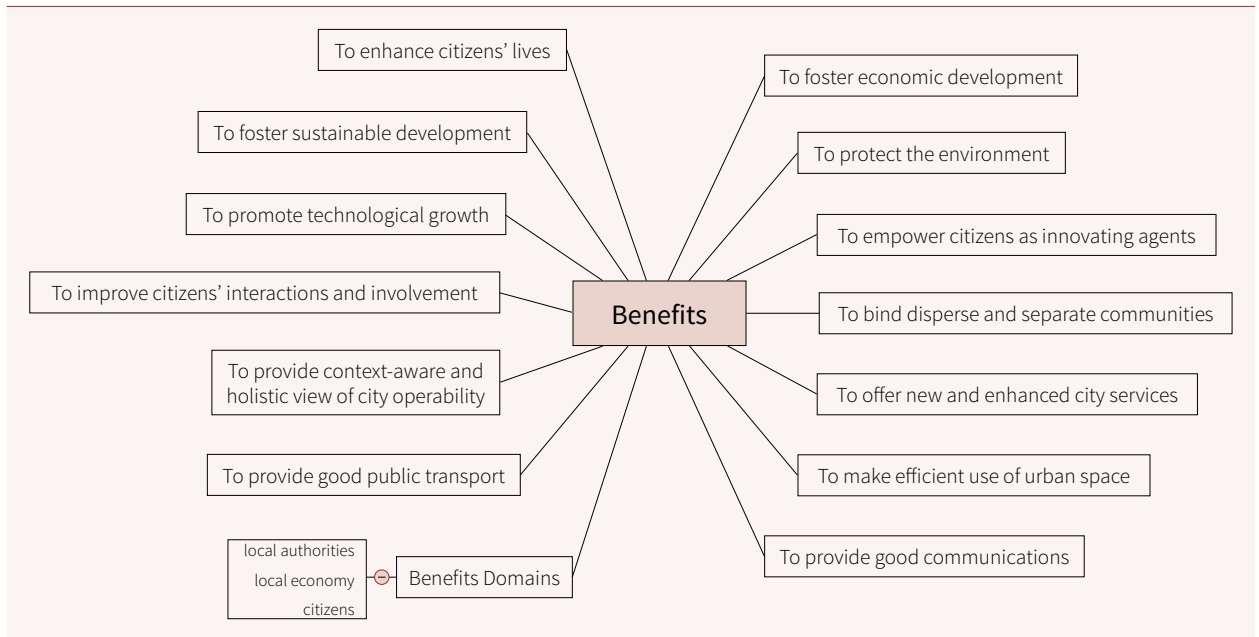 To enhance citizens’ lives
To foster sustainable development
To promote technological growth
To improve citizens’ interactions and involvement
To provide context-aware and
holistic view of city operability
To provide good public transport
local authorities
local economy
citizens
−
Benefits Domains
Benefits
To foster economic development
To protect the environment
To empower citizens as innovating agents
To bind disperse and separate communities
To offer new and enhanced city services
To make efficient use of urban space
To provide good communications